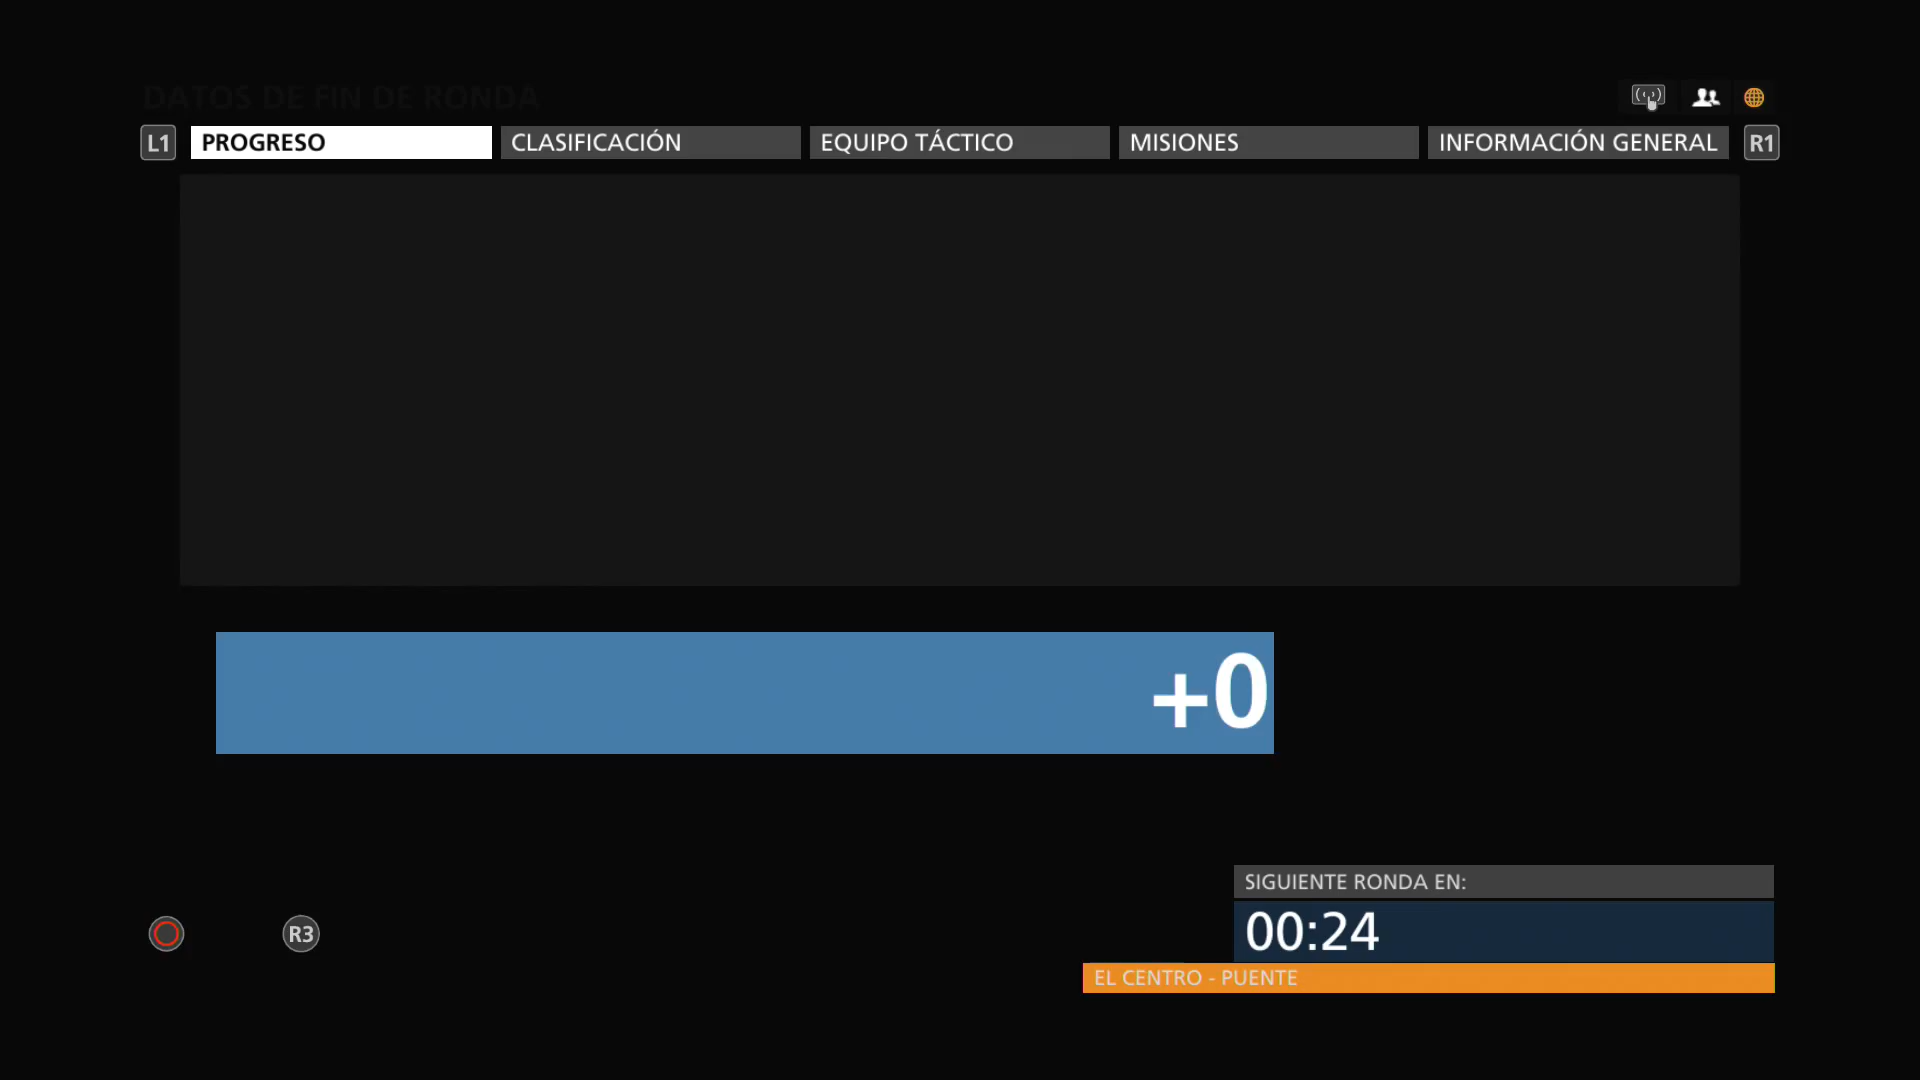 DATOS DE FIN DE RONDA
L1 PROGRESO CLASIFICACIÓN EQUIPO TÁCTICO MISIONES INFORMACIÓN GENERAL R1
+0
SIGUIENTE RONDA EN:
R3
00:24
EL CENTRO - PUENTE